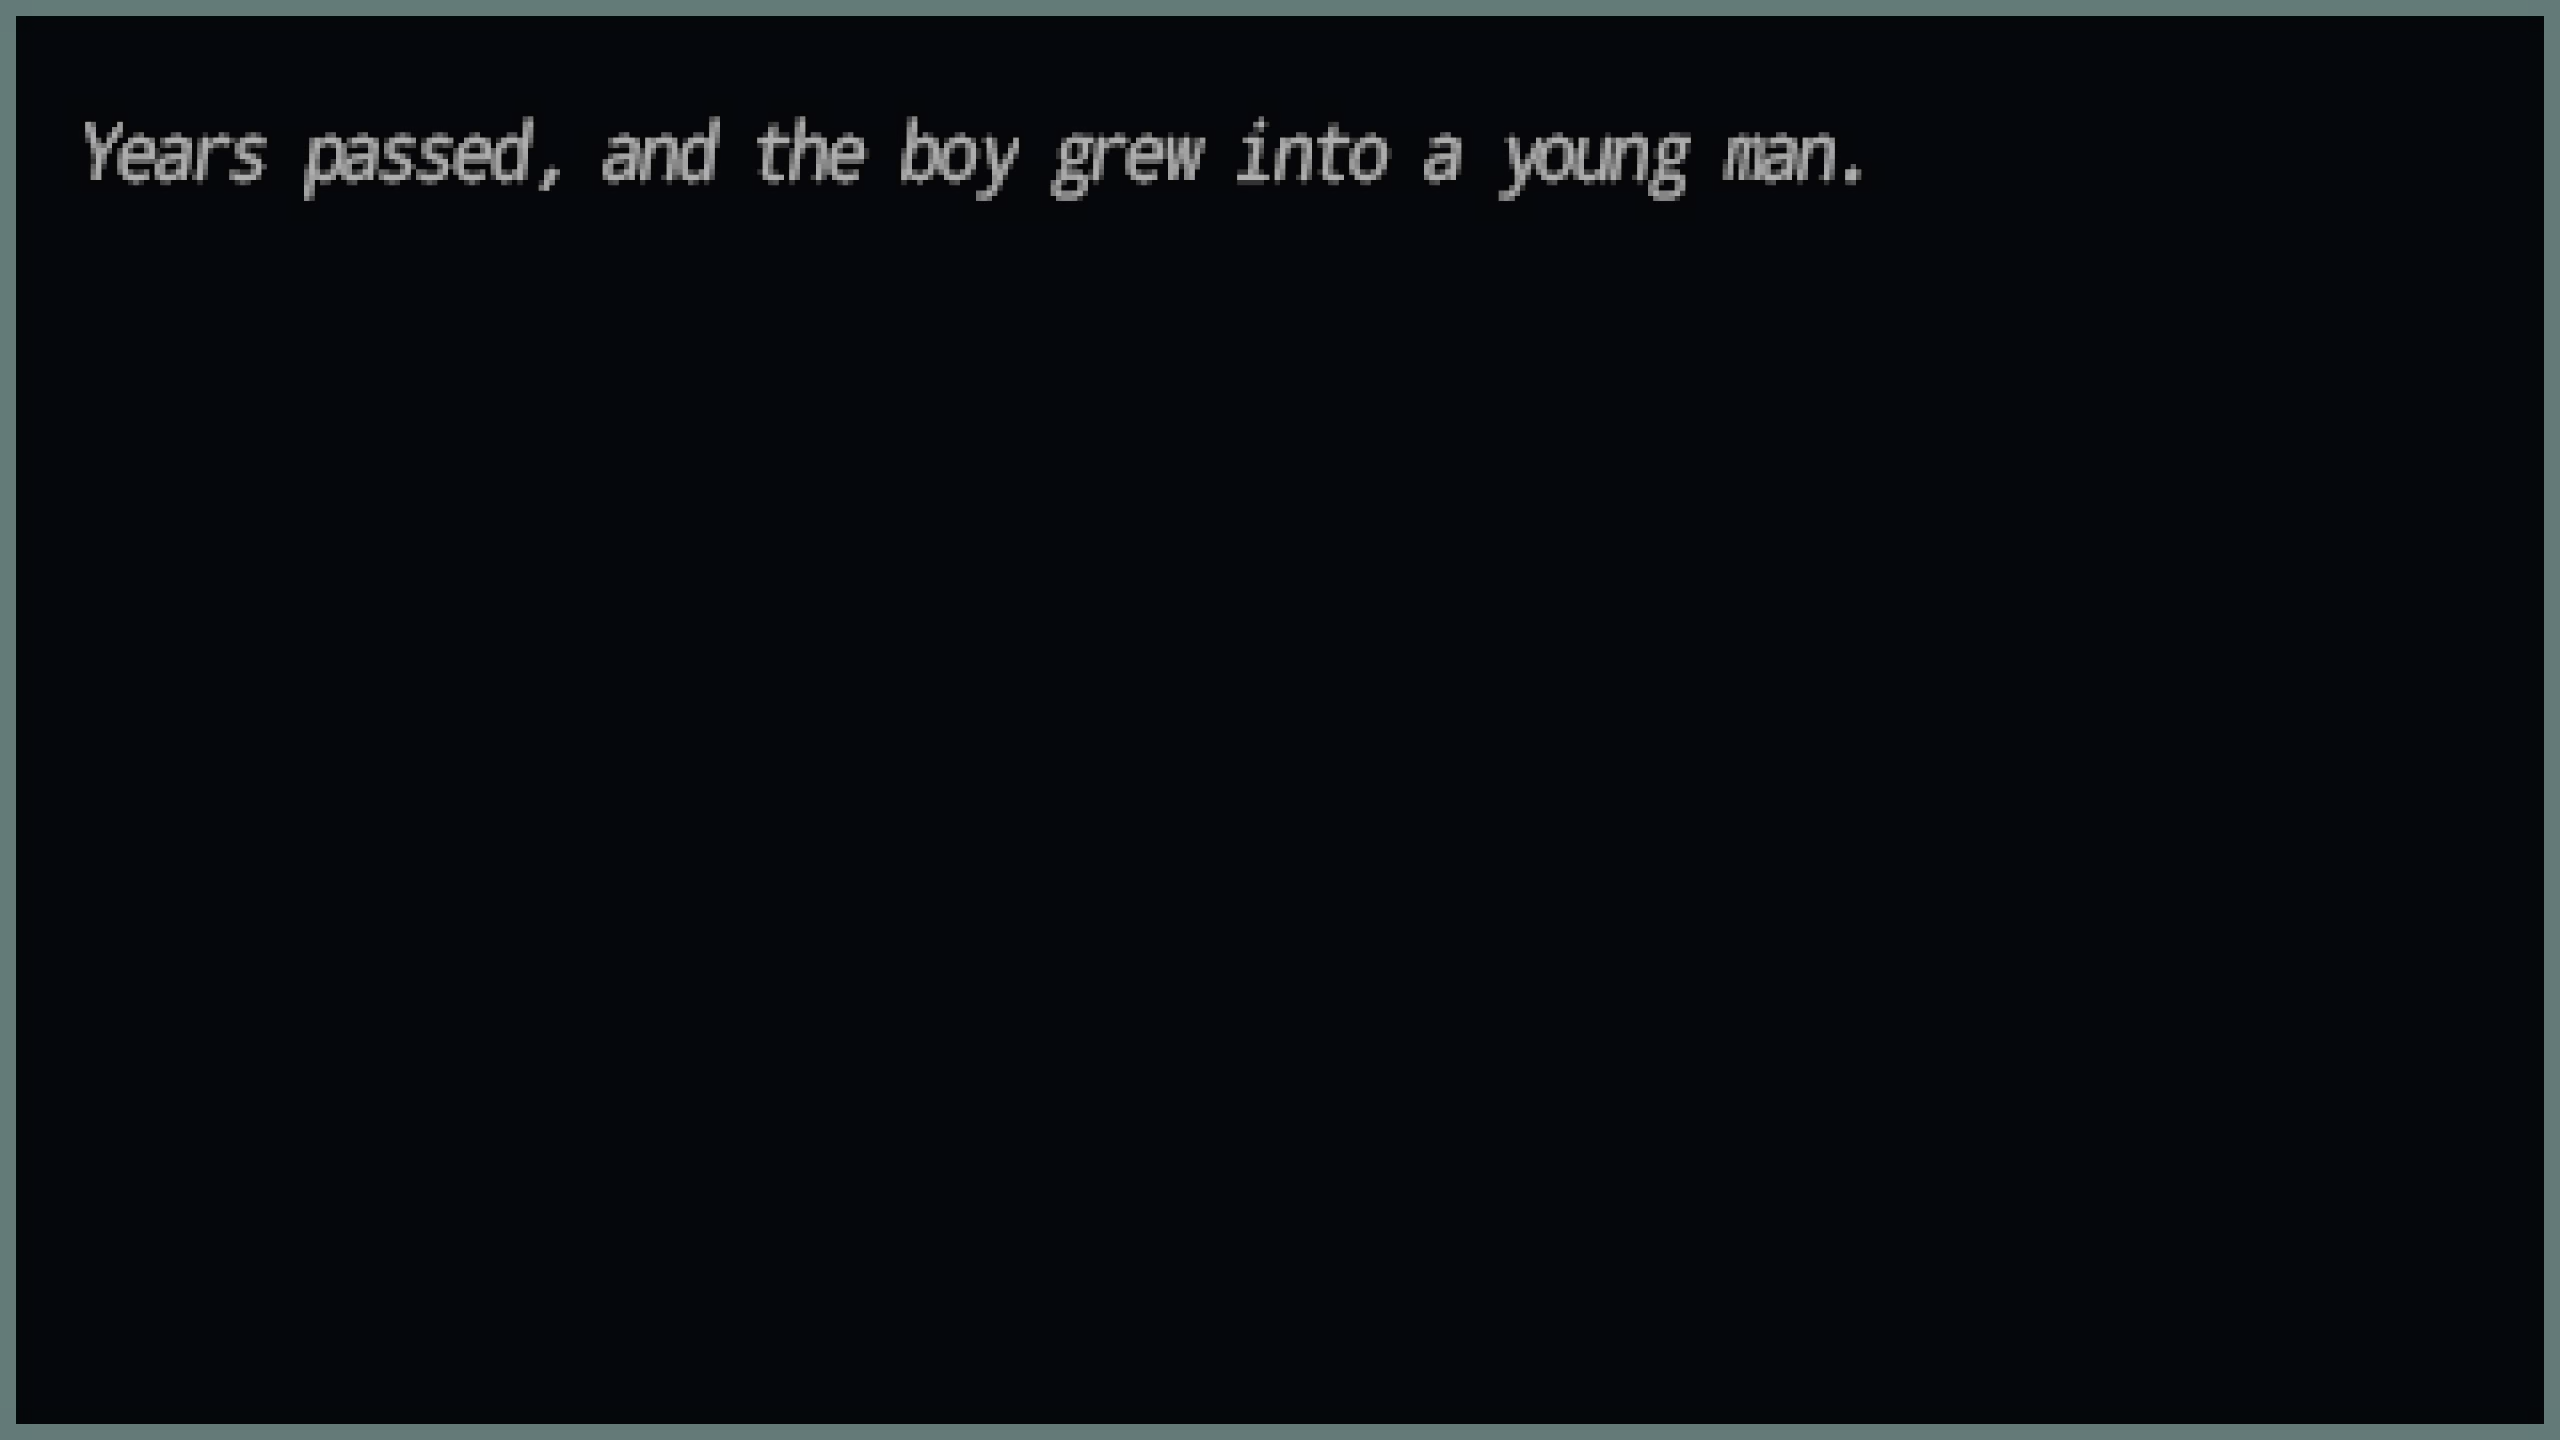 Years passed, and the boy grew into a young man.